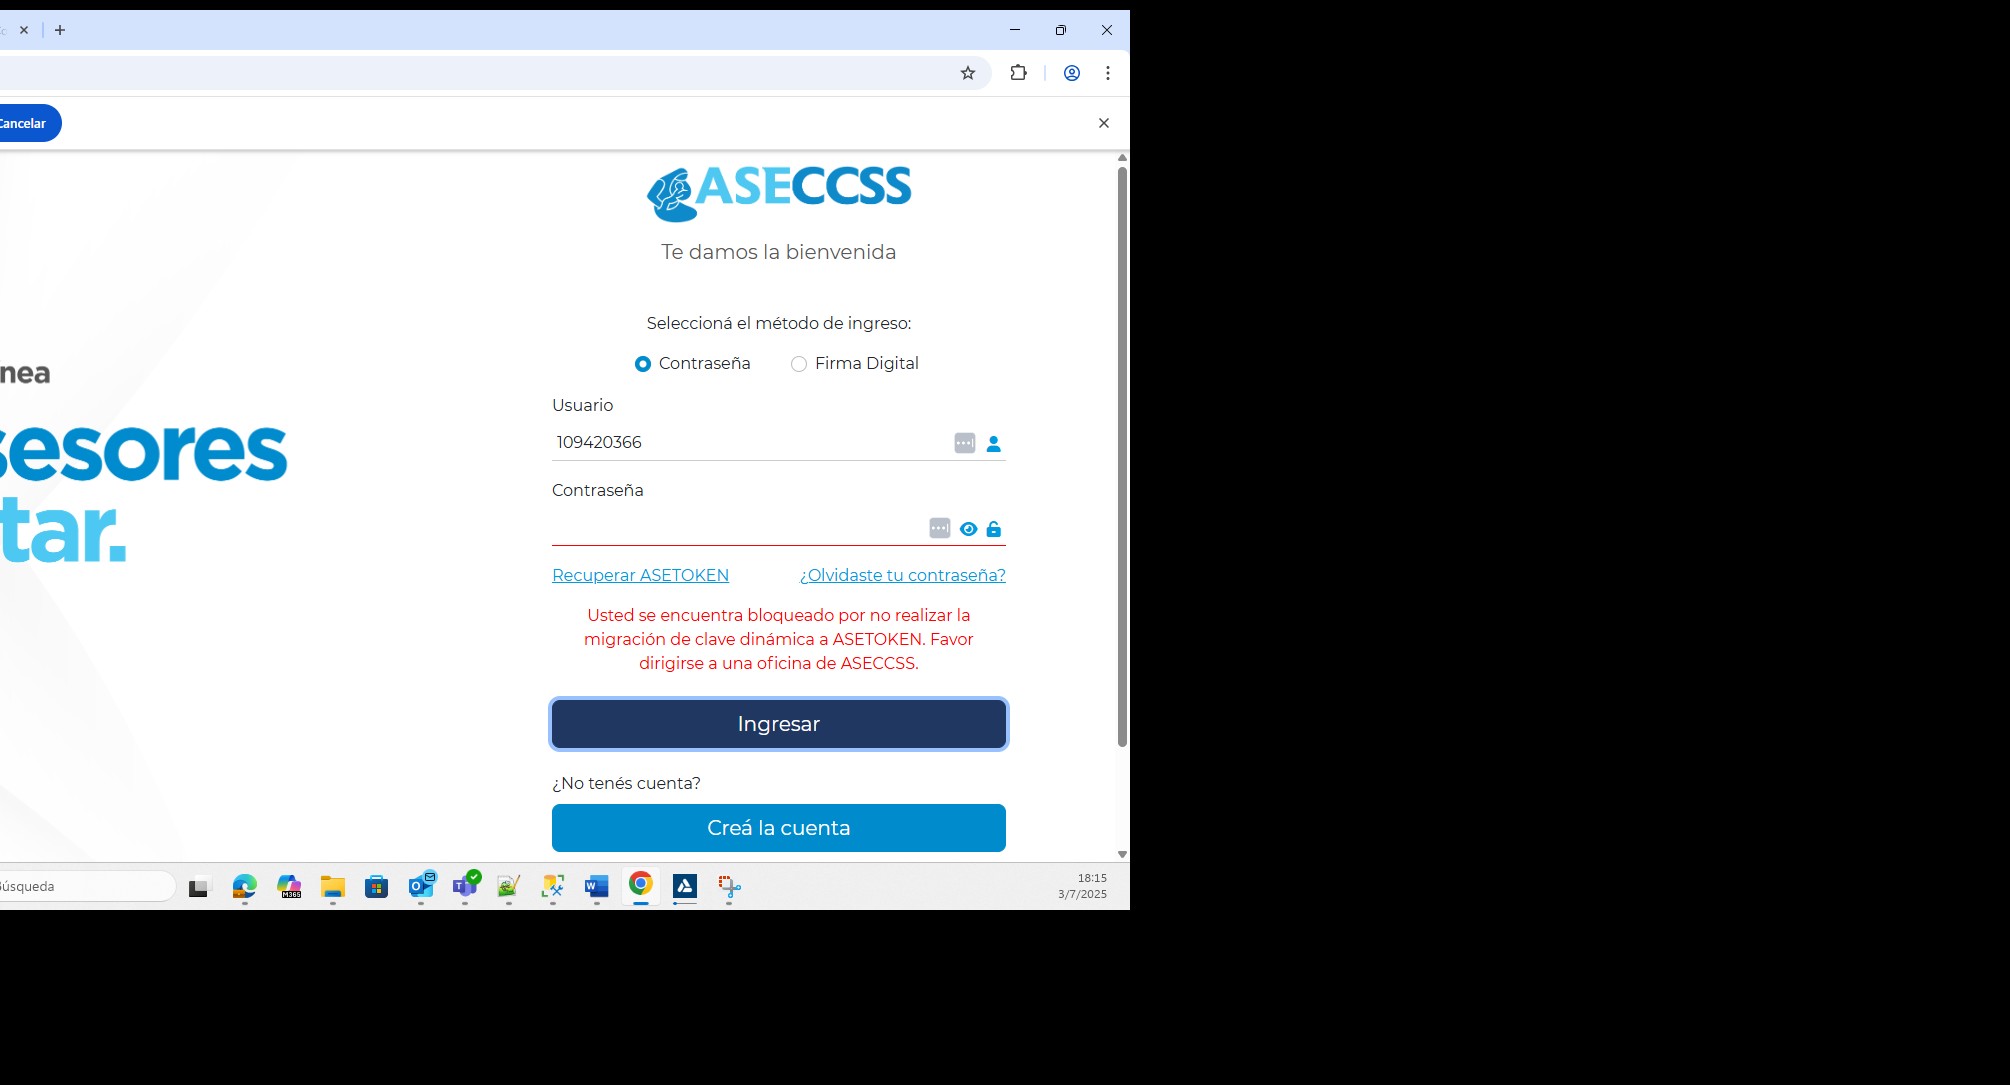 Cancelar
ASECCSS
Te damos la bienvenida
Seleccioná el método de ingreso:
Contraseña
Firma Digital
nea
sesores
tar.
Usuario
109420366
Contraseña
Recuperar ASETOKEN
¿Olvidaste tu contraseña?
Usted se encuentra bloqueado por no realizar la
migración de clave dinámica a ASETOKEN. Favor
dirigirse a una oficina de ASECCSS.
Ingresar
¿No tenés cuenta?
Creá la cuenta
Búsqueda
M365
18:15
3/7/2025